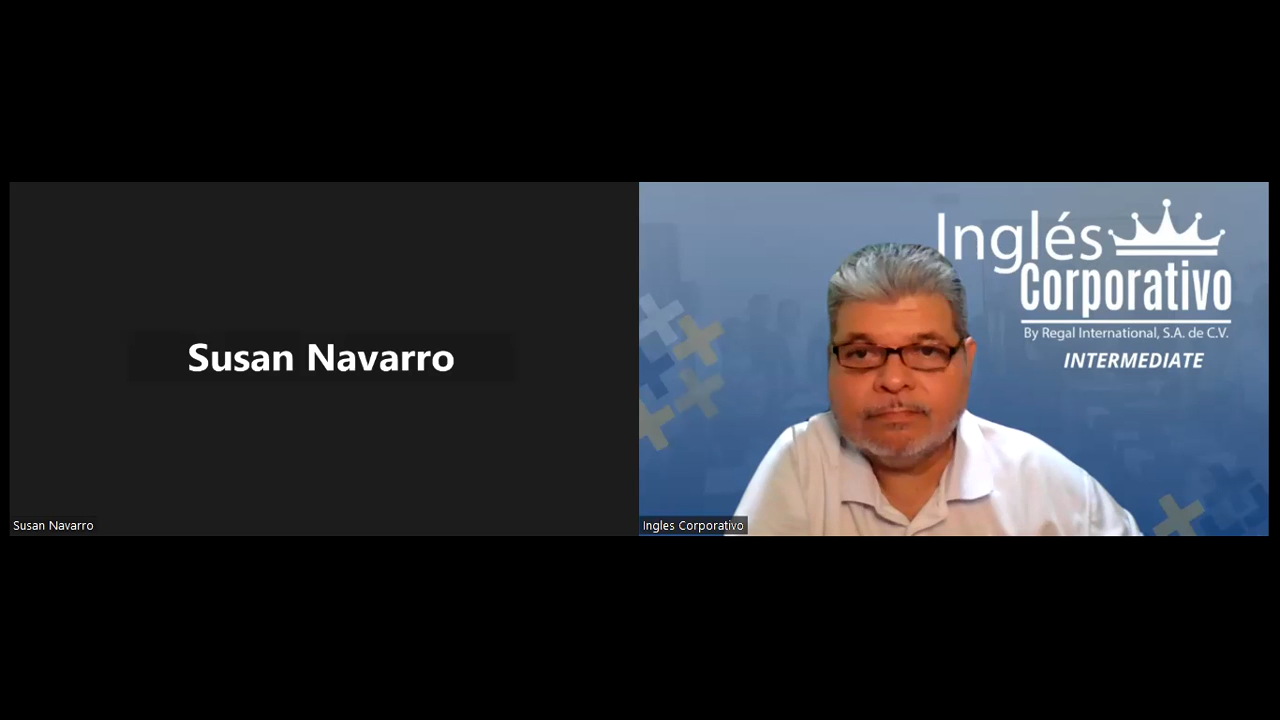 Susan Navarro
Susan Navarro
Inglés
Corporativo
By Regal International, S.A. de C.V.
INTERMEDIATE
Ingles Corporativo